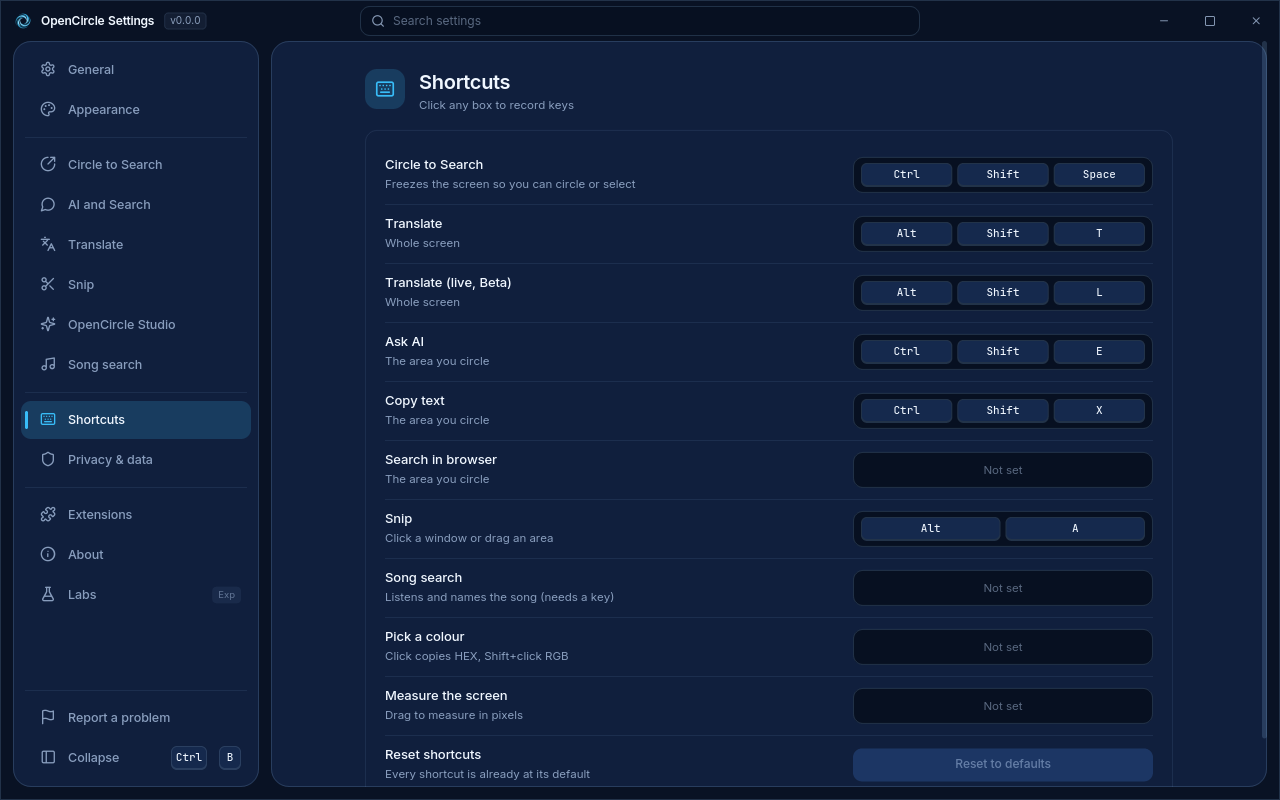 OpenCircle Settings v0.0.0
Search settings
General
Appearance
Circle to Search
AI and Search
Translate
Snip
OpenCircle Studio
Song search
Shortcuts
Privacy & data
Extensions
About
Labs Exp
Report a problem
Collapse Ctrl B
Shortcuts
Click any box to record keys
Circle to Search
Freezes the screen so you can circle or select
Ctrl Shift Space
Translate
Whole screen
Alt Shift T
Translate (live, Beta)
Whole screen
Alt Shift L
Ask AI
The area you circle
Ctrl Shift E
Copy text
The area you circle
Ctrl Shift X
Search in browser
The area you circle
Not set
Snip
Click a window or drag an area
Alt A
Song search
Listens and names the song (needs a key)
Not set
Pick a colour
Click copies HEX, Shift+click RGB
Not set
Measure the screen
Drag to measure in pixels
Not set
Reset shortcuts
Every shortcut is already at its default
Reset to defaults